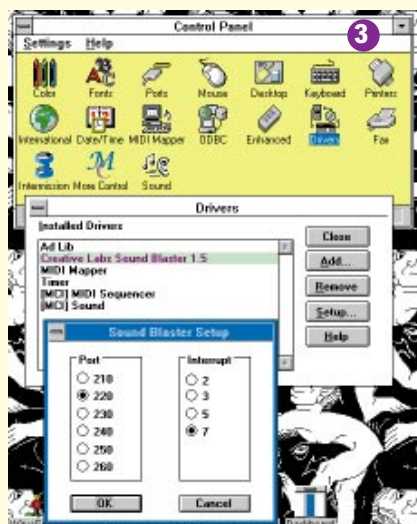 Control Panel
3
Settings Help
Color Fonts Ports Mouse Desktop Keyboard Printers
International Date/Time MIDI Mapper ODBC Enhanced Drivers Fax
Intermission More Control Sound
Drivers
Installed Drivers
Ad Lib
Creative Labs Sound Blaster 1.5
MIDI Mapper
Timer
[MCI] MIDI Sequencer
[MCI] Sound
Close
Add...
Remove
Setup...
Help
Sound Blaster Setup
Port
210
220
230
240
250
260
Interrupt
2
3
5
7
OK Cancel